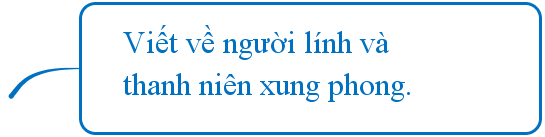 Viết về người lính và
thanh niên xung phong.